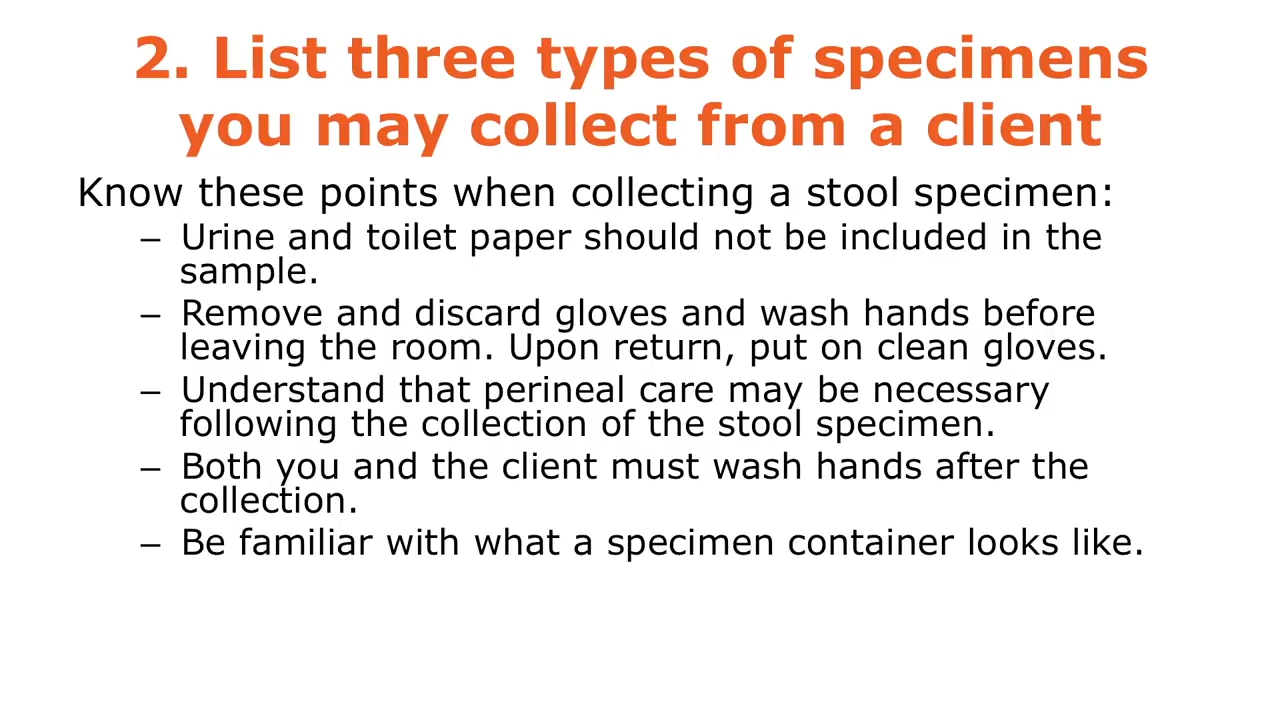 2. List three types of specimens
you may collect from a client
Know these points when collecting a stool specimen:
– Urine and toilet paper should not be included in the
sample.
– Remove and discard gloves and wash hands before
leaving the room. Upon return, put on clean gloves.
– Understand that perineal care may be necessary
following the collection of the stool specimen.
– Both you and the client must wash hands after the
collection.
– Be familiar with what a specimen container looks like.